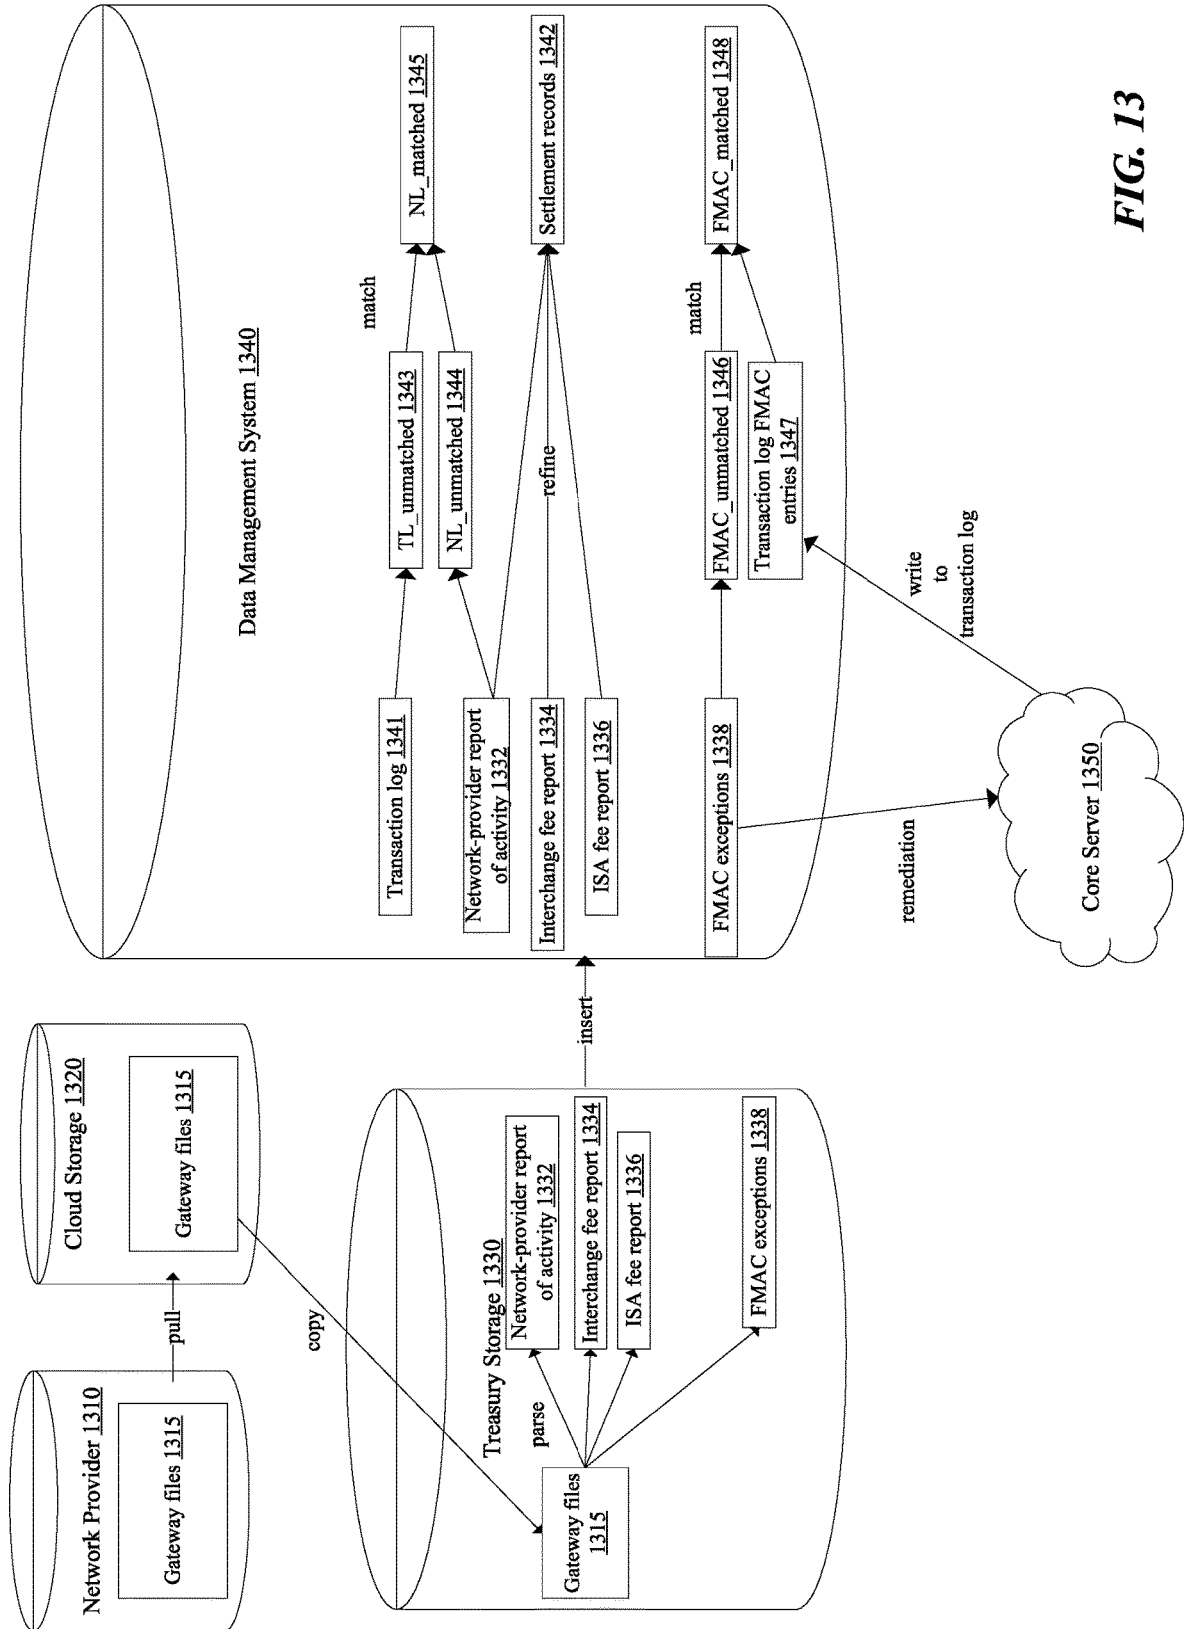 Network Provider 1310
Gateway files 1315
pull
Cloud Storage 1320
Gateway files 1315
copy
Treasury Storage 1330
Gateway files
1315
parse
Network-provider report
of activity 1332
Interchange fee report 1334
ISA fee report 1336
FMAC exceptions 1338
insert
Data Management System 1340
Transaction log 1341
Network-provider report
of activity 1332
Interchange fee report 1334
ISA fee report 1336
FMAC exceptions 1338
TL_unmatched 1343
NL_unmatched 1344
match
NL_matched 1345
refine
Settlement records 1342
FMAC_unmatched 1346
Transaction log FMAC
entries 1347
match
FMAC_matched 1348
remediation
write
to
transaction log
Core Server 1350
FIG. 13